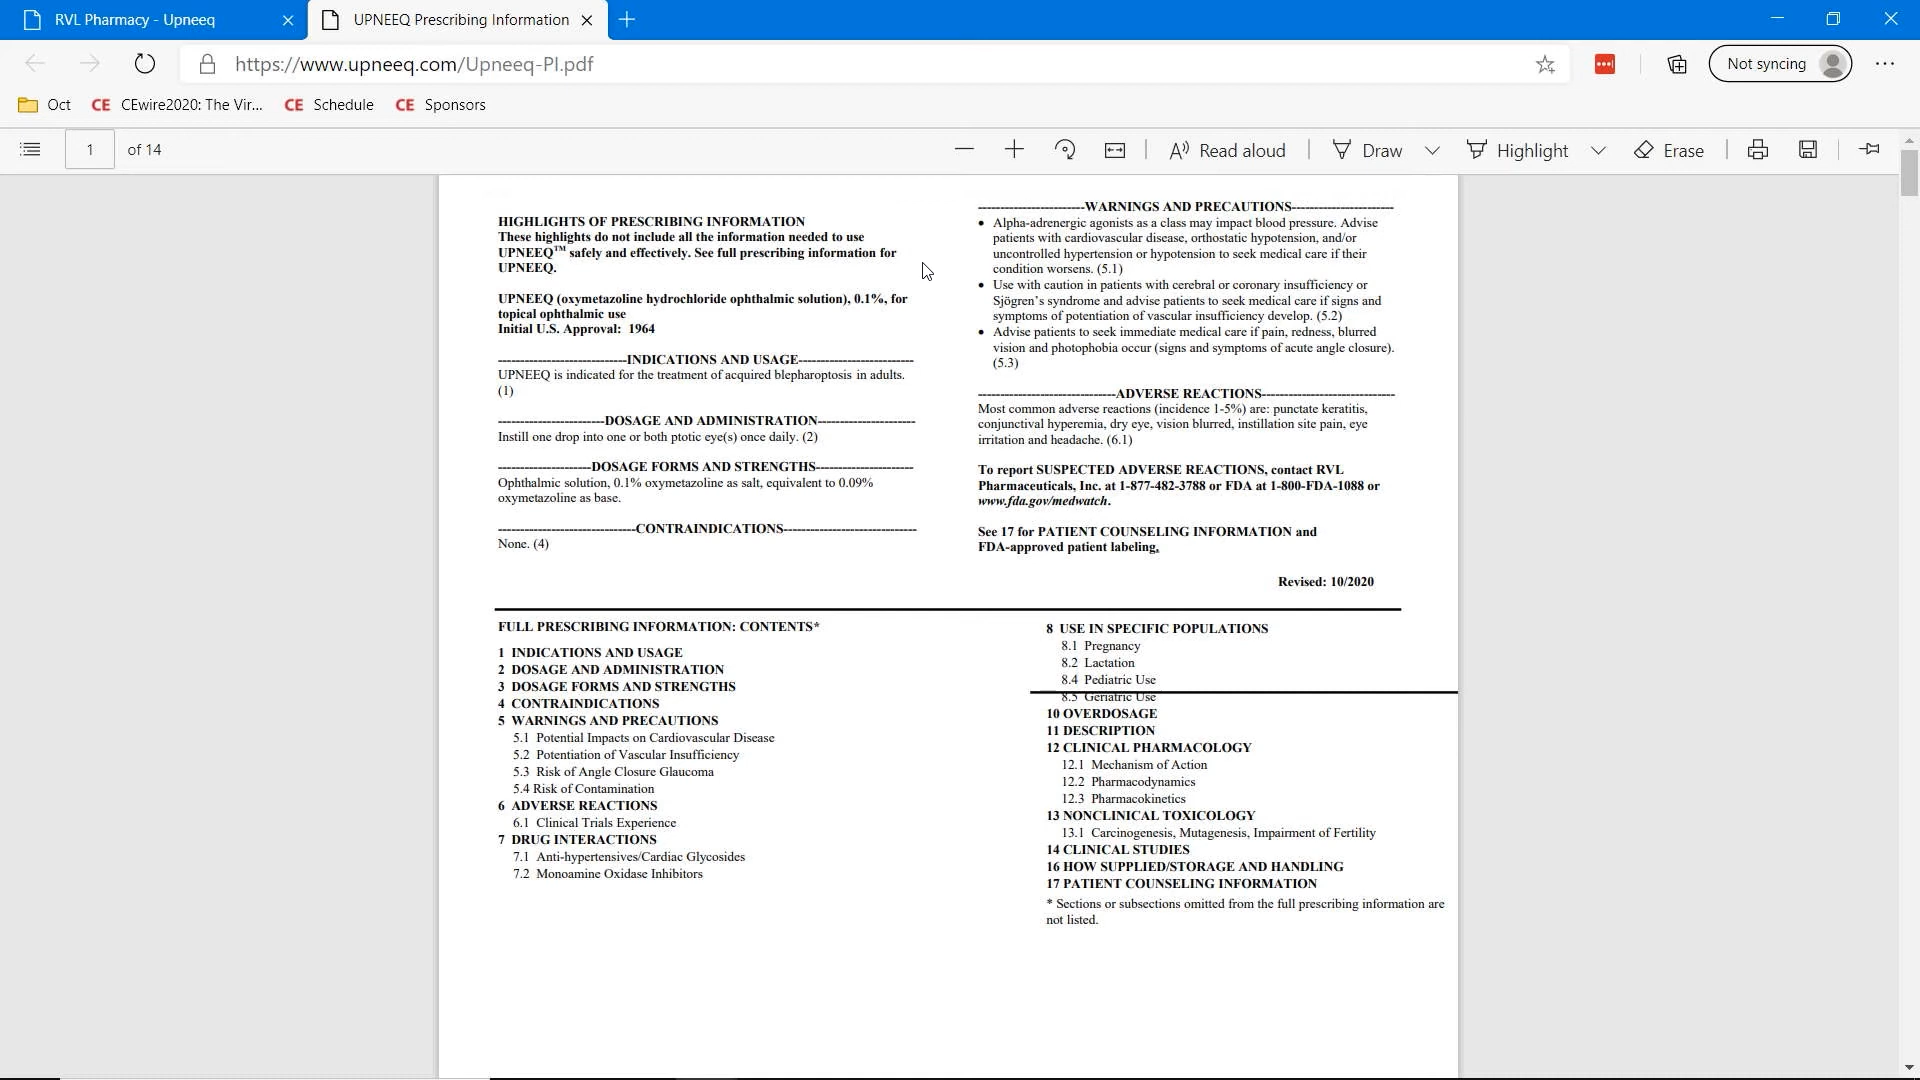 RVL Pharmacy - Upneeq
UPNEEQ Prescribing Information
https://www.upneeq.com/Upneeq-PI.pdf
Not syncing
Oct
CE CEwire2020: The Vir...
CE Schedule
CE Sponsors
1 of 14
Read aloud
Draw
Highlight
Erase
HIGHLIGHTS OF PRESCRIBING INFORMATION
These highlights do not include all the information needed to use
UPNEEQ™ safely and effectively. See full prescribing information for
UPNEEQ.
UPNEEQ (oxymetazoline hydrochloride ophthalmic solution), 0.1%, for
topical ophthalmic use
Initial U.S. Approval: 1964
----------------------------INDICATIONS AND USAGE-------------------------
UPNEEQ is indicated for the treatment of acquired blepharoptosis in adults.
(1)
-----------------------DOSAGE AND ADMINISTRATION---------------------
Instill one drop into one or both ptotic eye(s) once daily. (2)
--------------------DOSAGE FORMS AND STRENGTHS---------------------
Ophthalmic solution, 0.1% oxymetazoline as salt, equivalent to 0.09%
oxymetazoline as base.
------------------------------CONTRAINDICATIONS-----------------------------
None. (4)
-----------------------WARNINGS AND PRECAUTIONS----------------------
• Alpha-adrenergic agonists as a class may impact blood pressure. Advise
patients with cardiovascular disease, orthostatic hypotension, and/or
uncontrolled hypertension or hypotension to seek medical care if their
condition worsens. (5.1)
• Use with caution in patients with cerebral or coronary insufficiency or
Sjögren's syndrome and advise patients to seek medical care if signs and
symptoms of potentiation of vascular insufficiency develop. (5.2)
• Advise patients to seek immediate medical care if pain, redness, blurred
vision and photophobia occur (signs and symptoms of acute angle closure).
(5.3)
------------------------------ADVERSE REACTIONS-----------------------------
Most common adverse reactions (incidence 1-5%) are: punctate keratitis,
conjunctival hyperemia, dry eye, vision blurred, instillation site pain, eye
irritation and headache. (6.1)
To report SUSPECTED ADVERSE REACTIONS, contact RVL
Pharmaceuticals, Inc. at 1-877-482-3788 or FDA at 1-800-FDA-1088 or
www.fda.gov/medwatch.
See 17 for PATIENT COUNSELING INFORMATION and
FDA-approved patient labeling.
Revised: 10/2020
FULL PRESCRIBING INFORMATION: CONTENTS*
1 INDICATIONS AND USAGE
2 DOSAGE AND ADMINISTRATION
3 DOSAGE FORMS AND STRENGTHS
4 CONTRAINDICATIONS
5 WARNINGS AND PRECAUTIONS
5.1 Potential Impacts on Cardiovascular Disease
5.2 Potentiation of Vascular Insufficiency
5.3 Risk of Angle Closure Glaucoma
5.4 Risk of Contamination
6 ADVERSE REACTIONS
6.1 Clinical Trials Experience
7 DRUG INTERACTIONS
7.1 Anti-hypertensives/Cardiac Glycosides
7.2 Monoamine Oxidase Inhibitors
8 USE IN SPECIFIC POPULATIONS
8.1 Pregnancy
8.2 Lactation
8.4 Pediatric Use
8.5 Geriatric Use
10 OVERDOSAGE
11 DESCRIPTION
12 CLINICAL PHARMACOLOGY
12.1 Mechanism of Action
12.2 Pharmacodynamics
12.3 Pharmacokinetics
13 NONCLINICAL TOXICOLOGY
13.1 Carcinogenesis, Mutagenesis, Impairment of Fertility
14 CLINICAL STUDIES
16 HOW SUPPLIED/STORAGE AND HANDLING
17 PATIENT COUNSELING INFORMATION
* Sections or subsections omitted from the full prescribing information are
not listed.